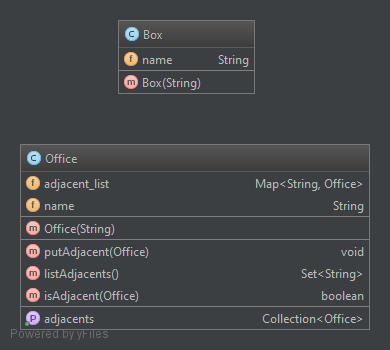 C Box
f name String
m Box(String)
C Office
f adjacent_list Map<String, Office>
f name String
m Office(String)
m putAdjacent(Office) void
m listAdjacents() Set<String>
m isAdjacent(Office) boolean
P adjacents Collection<Office>
Powered by yFiles